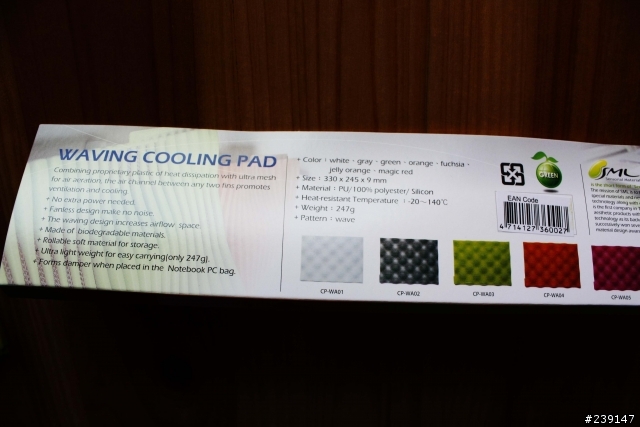 WAVING COOLING PAD
Combining proprietary plastic of heat dissipation with ultra mesh
for air aeration, the air channel between any two fins promotes
ventilation and cooling.
+ No extra power needed.
+ Fanless design make no noise.
+ The waving design increases airflow space.
+ Made of biodegradable materials.
+ Rollable soft material for storage.
+ Ultra light weight for easy carrying(only 247g).
+ Forms damper when placed in the Notebook PC bag.
+ Color : white · gray · green · orange · fuchsia ·
jelly orange · magic red
+ Size : 330 x 245 x 9 mm
+ Material : PU/100% polyester/ Silicon
+ Heat-resistant Temperature : -20~140℃
+ Weight : 247g
+ Pattern : wave
GREEN
EAN Code
4 714127 360027
SML
CP-WA01
CP-WA02
CP-WA03
CP-WA04
CP-WA05
#239147